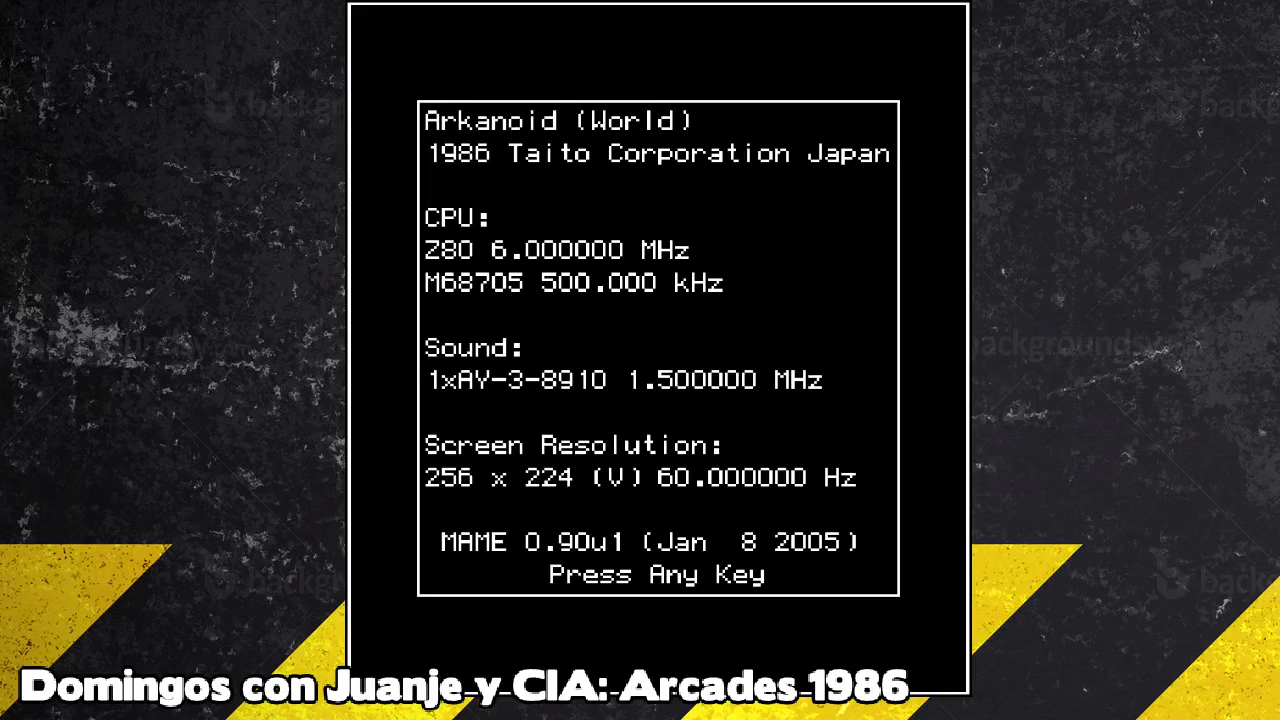 Arkanoid (World)
1986 Taito Corporation Japan
CPU:
Z80 6.000000 MHz
M68705 500.000 kHz
Sound:
1xAY-3-8910 1.500000 MHz
Screen Resolution:
256 x 224 (V) 60.000000 Hz
MAME 0.90u1 (Jan  8 2005)
Press Any Key
Domingos con Juanje y CIA: Arcades 1986